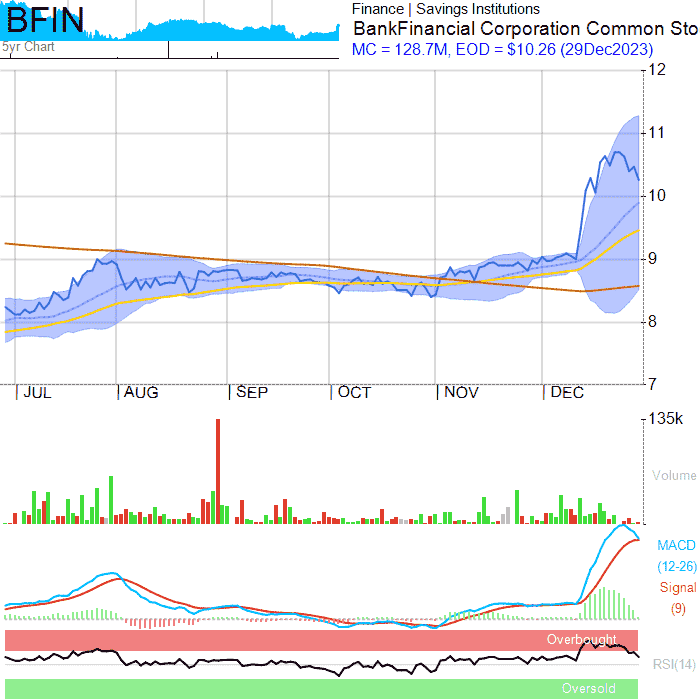 BFIN
5yr Chart
Finance | Savings Institutions
BankFinancial Corporation Common Sto
MC = 128.7M, EOD = $10.26 (29Dec2023)
12
11
10
9
8
7
JUL AUG SEP OCT NOV DEC
135k
Volume
MACD
(12-26)
Signal
(9)
Overbought
RSI(14)
Oversold